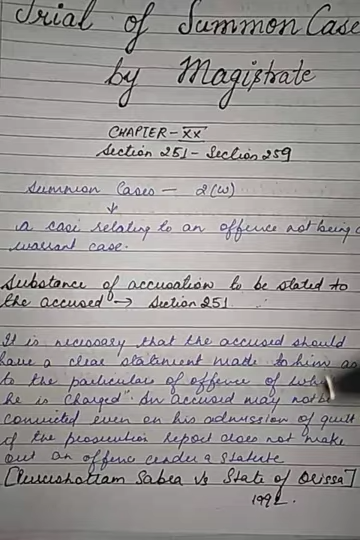 Trial of Summon Case
by Magistrate
CHAPTER - XX
Section 251 - Section 259
Summon Cases - 2(w)
↓
a case relating to an offence not being a
warrant case.
Substance of accusation to be stated to
the accused → Section 251
It is necessary that the accused should
have a clear statement made to him as
to the particulars of offence of which
he is charged" An accused may not be
convicted even on his admission of guilt
if the prosecution report does not make
out an offence under a statute
[Purushottam Sabra vs State of Orissa]